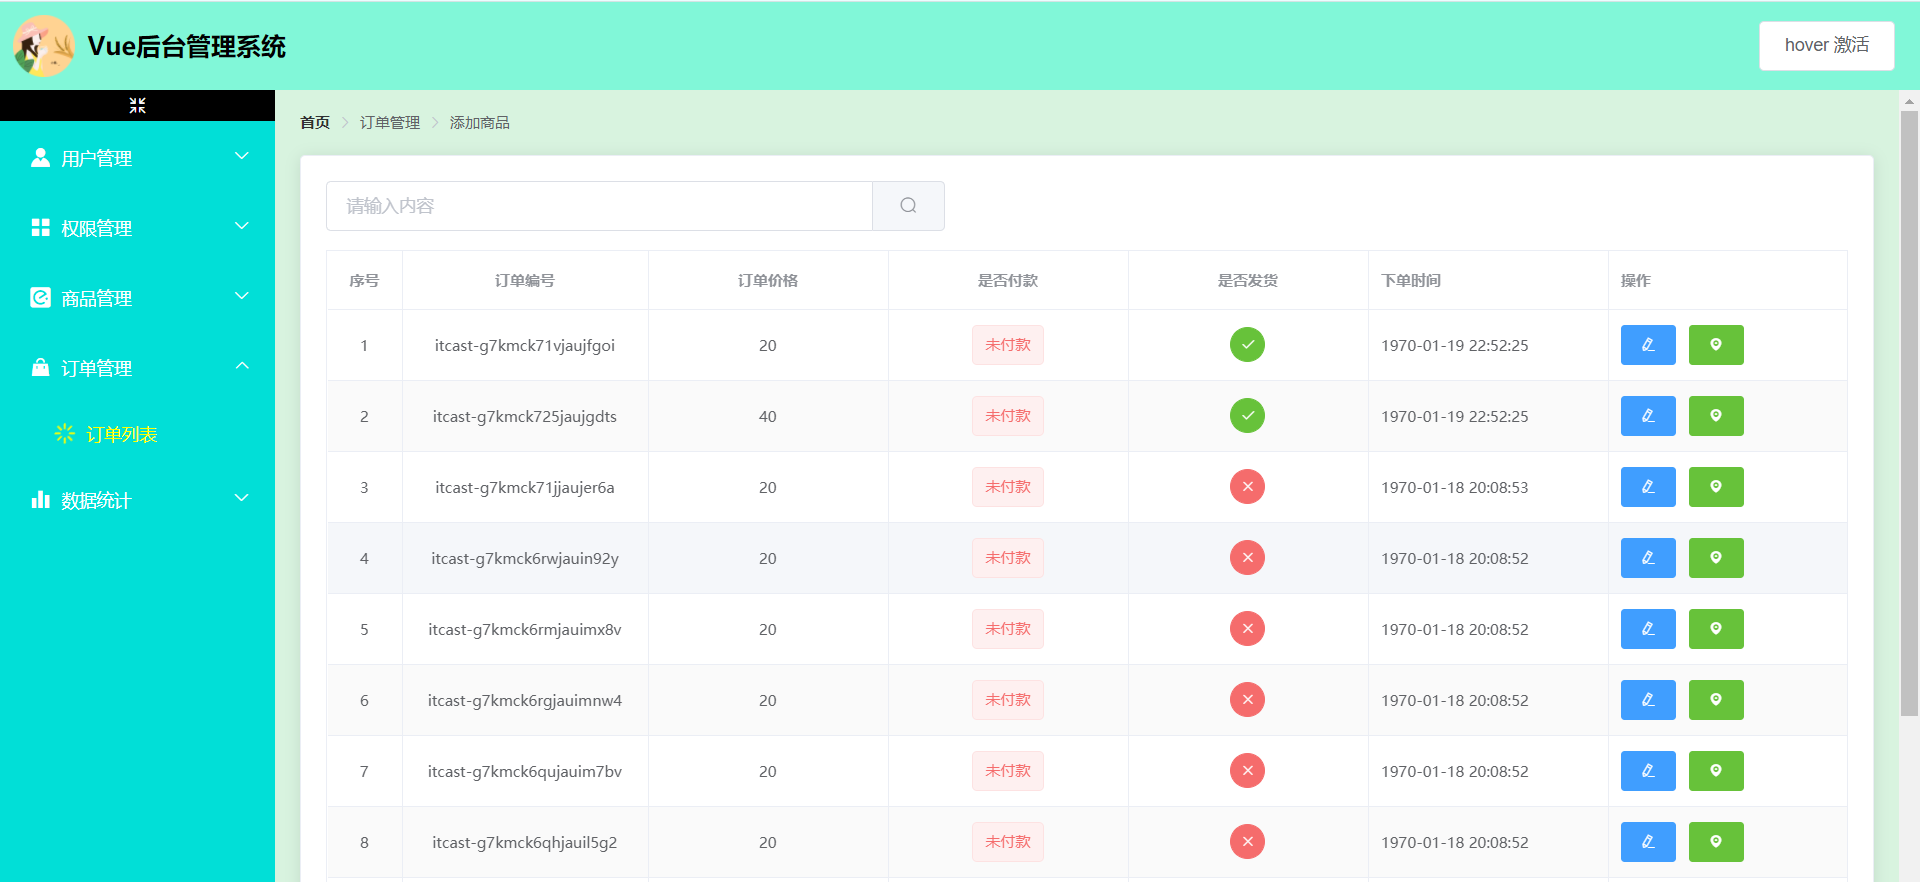 Vue后台管理系统
hover 激活
用户管理
权限管理
商品管理
订单管理
订单列表
数据统计
首页 订单管理 添加商品
请输入内容
序号 订单编号 订单价格 是否付款 是否发货 下单时间 操作
1 itcast-g7kmck71vjaujfgoi 20 未付款 1970-01-19 22:52:25
2 itcast-g7kmck725jaujgdts 40 未付款 1970-01-19 22:52:25
3 itcast-g7kmck71jjaujer6a 20 未付款 1970-01-18 20:08:53
4 itcast-g7kmck6rwjauin92y 20 未付款 1970-01-18 20:08:52
5 itcast-g7kmck6rmjauimx8v 20 未付款 1970-01-18 20:08:52
6 itcast-g7kmck6rgjauimnw4 20 未付款 1970-01-18 20:08:52
7 itcast-g7kmck6qujauim7bv 20 未付款 1970-01-18 20:08:52
8 itcast-g7kmck6qhjauil5g2 20 未付款 1970-01-18 20:08:52